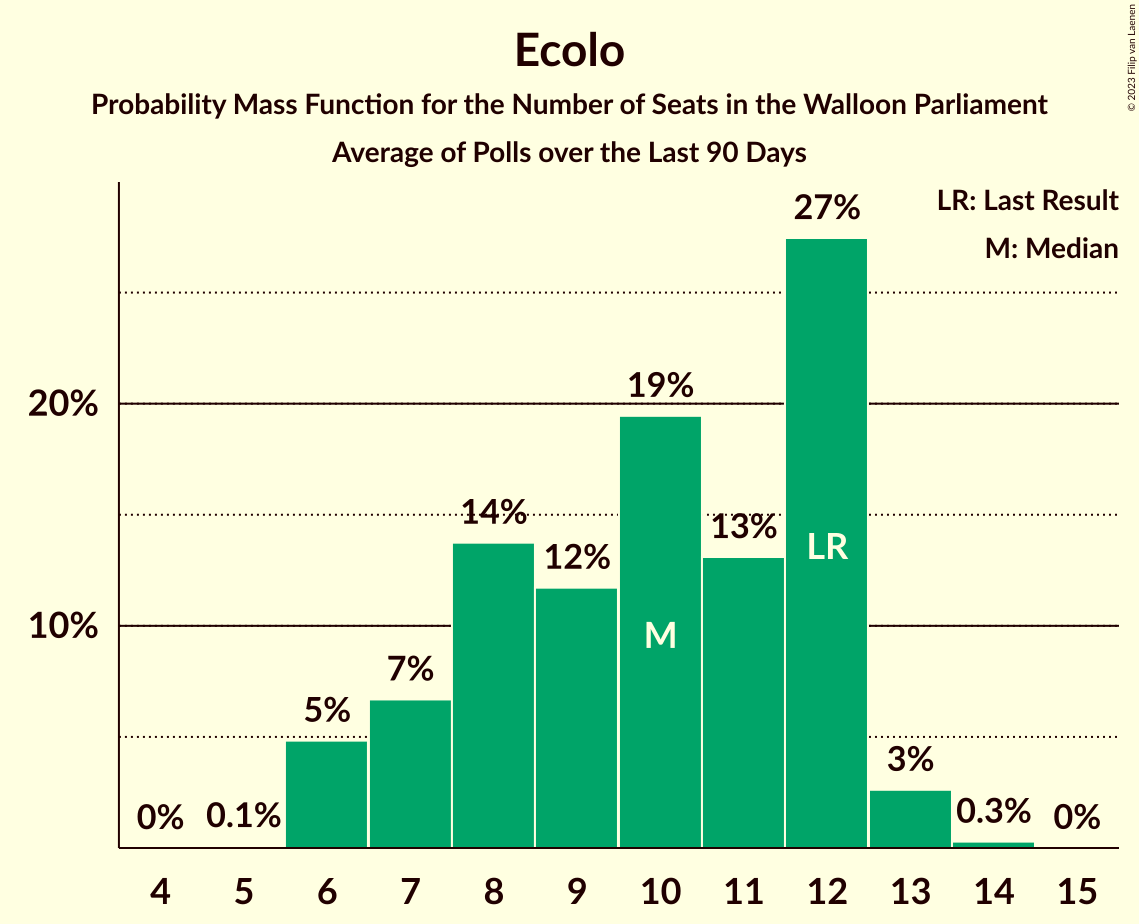 Ecolo
Probability Mass Function for the Number of Seats in the Walloon Parliament
Average of Polls over the Last 90 Days
© 2023 Filip van Laenen
LR: Last Result
M: Median
20%
10%
0%
0.1%
5%
7%
14%
12%
19%
13%
27%
3%
0.3%
0%
M
LR
4 5 6 7 8 9 10 11 12 13 14 15